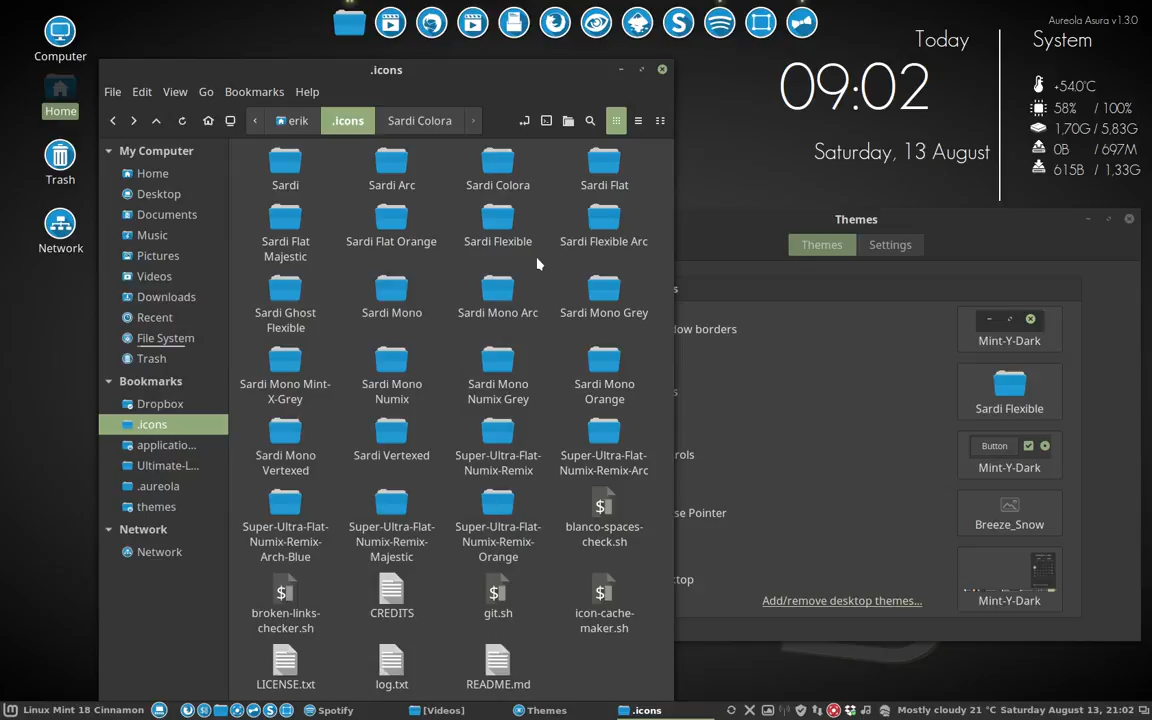 Computer
Home
Trash
Network
Aureola Asura v1.3.0
Today
System
09:02
Saturday, 13 August
+54.0°C
58% / 100%
1,70G / 5,83G
0B / 697M
615B / 1,33G
.icons
File Edit View Go Bookmarks Help
erik .icons Sardi Colora
My Computer
Home
Desktop
Documents
Music
Pictures
Videos
Downloads
Recent
File System
Trash
Bookmarks
Dropbox
.icons
applicatio...
Ultimate-L...
.aureola
themes
Network
Network
Sardi
Sardi Arc
Sardi Colora
Sardi Flat
Sardi Flat
Majestic
Sardi Flat Orange
Sardi Flexible
Sardi Flexible Arc
Sardi Ghost
Flexible
Sardi Mono
Sardi Mono Arc
Sardi Mono Grey
Sardi Mono Mint-
X-Grey
Sardi Mono
Numix
Sardi Mono
Numix Grey
Sardi Mono
Orange
Sardi Mono
Vertexed
Sardi Vertexed
Super-Ultra-Flat-
Numix-Remix
Super-Ultra-Flat-
Numix-Remix-Arc
Super-Ultra-Flat-
Numix-Remix-
Arch-Blue
Super-Ultra-Flat-
Numix-Remix-
Majestic
Super-Ultra-Flat-
Numix-Remix-
Orange
blanco-spaces-
check.sh
broken-links-
checker.sh
CREDITS
git.sh
icon-cache-
maker.sh
LICENSE.txt
log.txt
README.md
Themes
Themes Settings
s
low borders
Mint-Y-Dark
s
Sardi Flexible
rols
Button
Mint-Y-Dark
se Pointer
Breeze_Snow
ktop
Mint-Y-Dark
Add/remove desktop themes...
Linux Mint 18 Cinnamon
Spotify
[Videos]
Themes
.icons
Mostly cloudy 21 °C Saturday August 13, 21:02